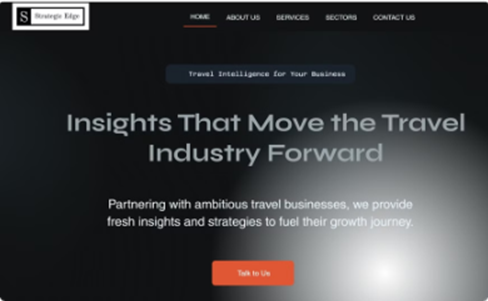 S Strategic Edge
HOME ABOUT US SERVICES SECTORS CONTACT US
Travel Intelligence for Your Business
Insights That Move the Travel
Industry Forward
Partnering with ambitious travel businesses, we provide
fresh insights and strategies to fuel their growth journey.
Talk to Us